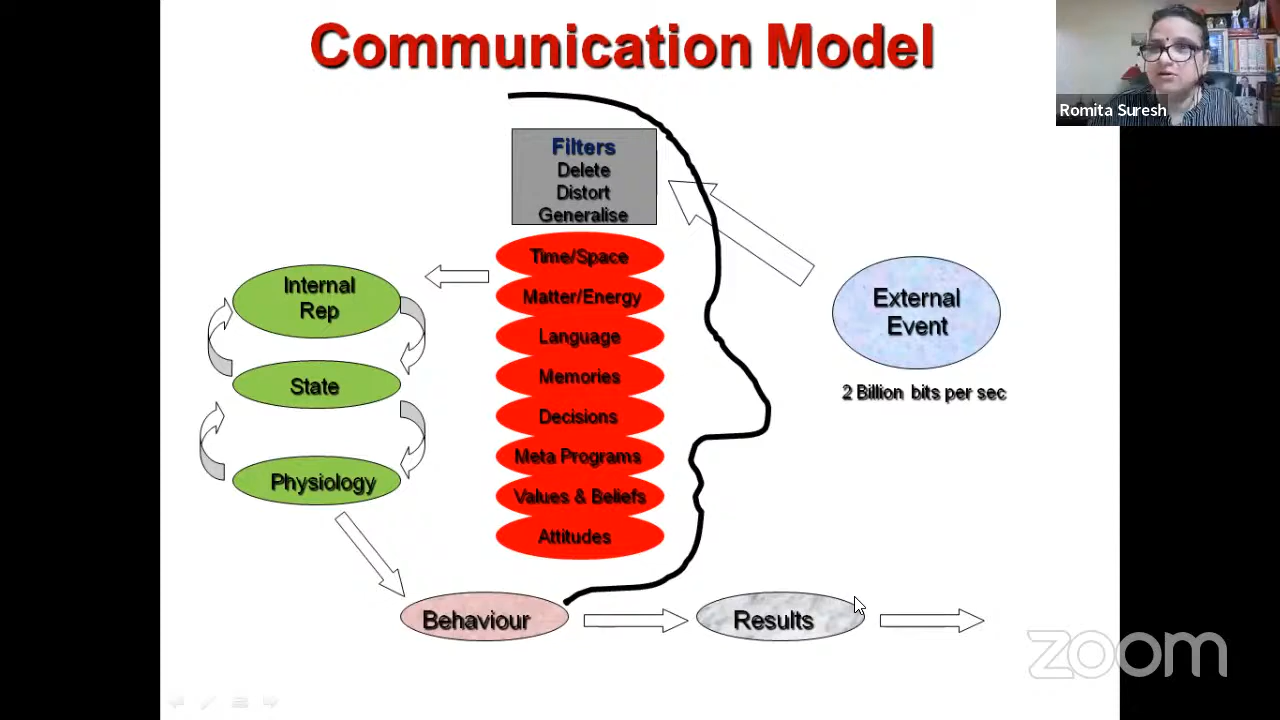 Communication Model
Romita Suresh
Filters
Delete
Distort
Generalise
Time/Space
Matter/Energy
Language
Memories
Decisions
Meta Programs
Values & Beliefs
Attitudes
External
Event
2 Billion bits per sec
Internal
Rep
State
Physiology
Behaviour
Results
zoom